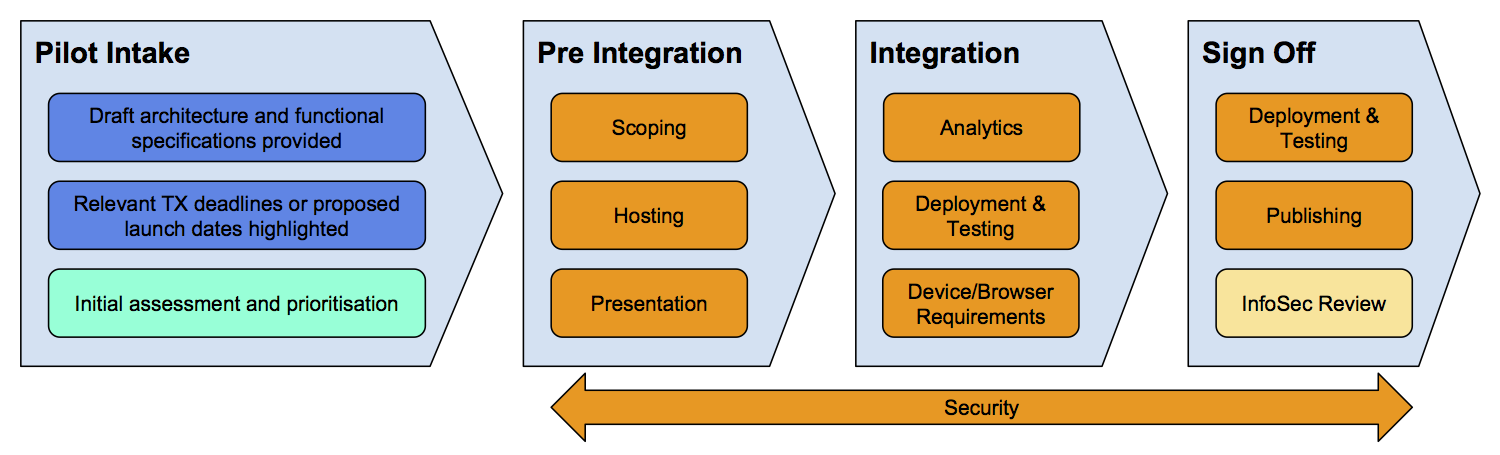 Pilot Intake
Draft architecture and functional
specifications provided
Relevant TX deadlines or proposed
launch dates highlighted
Initial assessment and prioritisation
Pre Integration
Scoping
Hosting
Presentation
Integration
Analytics
Deployment &
Testing
Device/Browser
Requirements
Sign Off
Deployment &
Testing
Publishing
InfoSec Review
Security